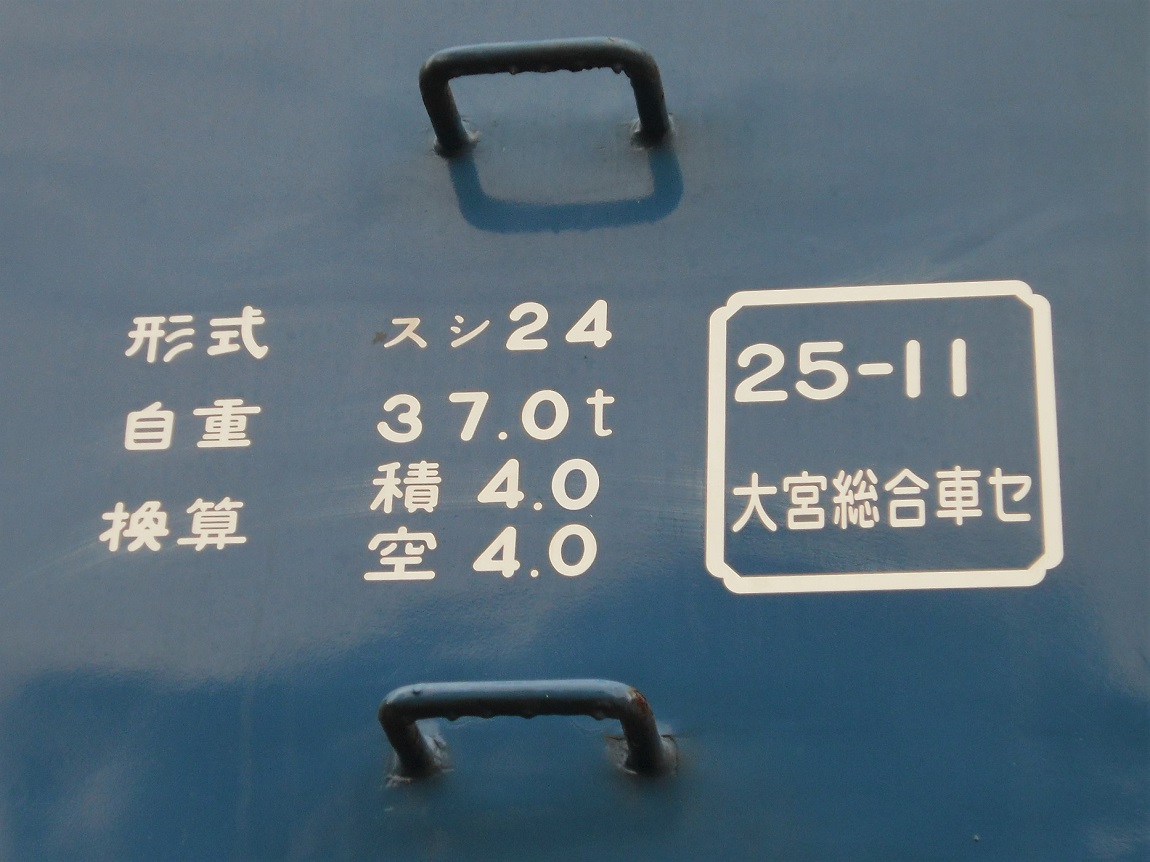 形式 スシ24
自重 37.0t
換算 積 4.0
空 4.0
25-11
大宮総合車セ